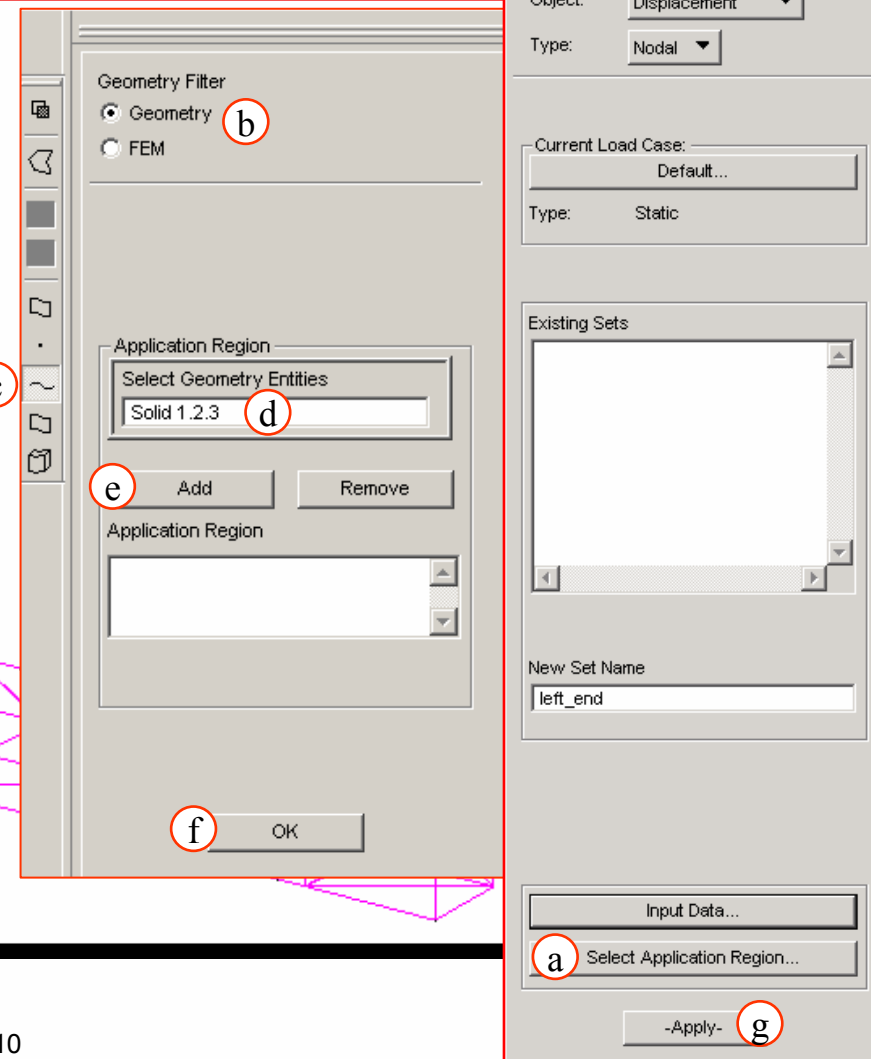 Geometry Filter
Geometry
b
FEM
Application Region
Select Geometry Entities
Solid 1.2.3
d
e
Add
Remove
Application Region
f
OK
Object:
Displacement
Type:
Nodal
Current Load Case:
Default...
Type:
Static
Existing Sets
New Set Name
left_end
Input Data...
a
Select Application Region...
-Apply-
g
10